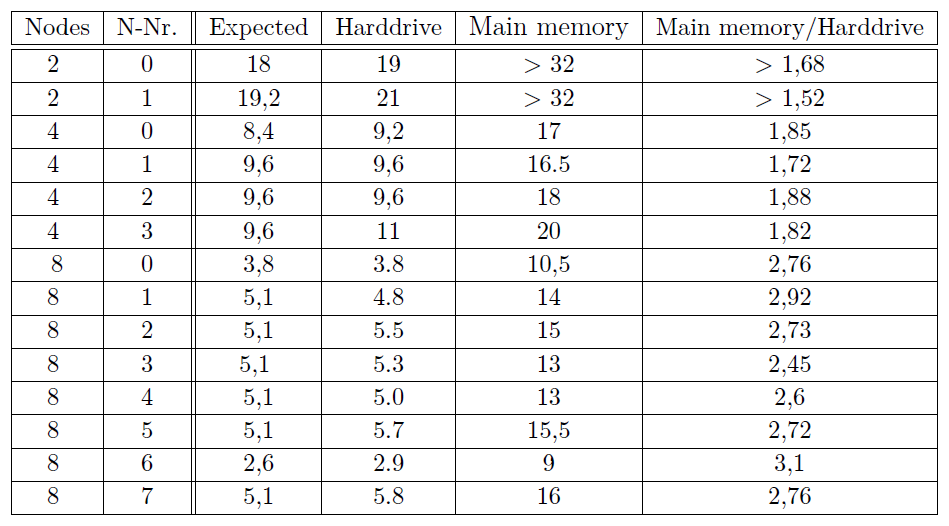 Nodes N-Nr. Expected Harddrive Main memory Main memory/Harddrive
2 0 18 19 > 32 > 1,68
2 1 19,2 21 > 32 > 1,52
4 0 8,4 9,2 17 1,85
4 1 9,6 9,6 16.5 1,72
4 2 9,6 9,6 18 1,88
4 3 9,6 11 20 1,82
8 0 3,8 3.8 10,5 2,76
8 1 5,1 4.8 14 2,92
8 2 5,1 5.5 15 2,73
8 3 5,1 5.3 13 2,45
8 4 5,1 5.0 13 2,6
8 5 5,1 5.7 15,5 2,72
8 6 2,6 2.9 9 3,1
8 7 5,1 5.8 16 2,76